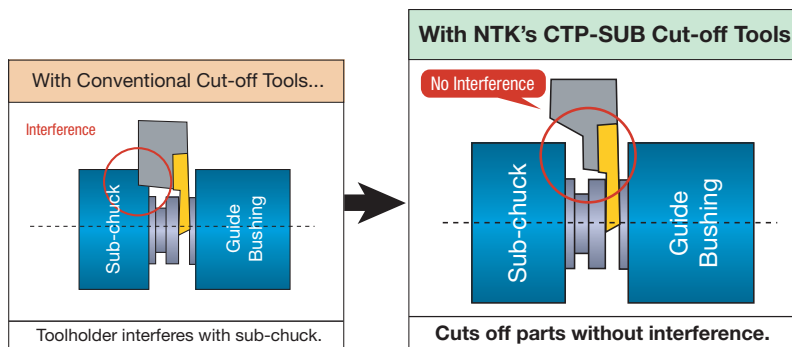 With Conventional Cut-off Tools...
Interference
Sub-chuck
Guide
Bushing
Toolholder interferes with sub-chuck.
With NTK's CTP-SUB Cut-off Tools
No Interference
Sub-chuck
Guide
Bushing
Cuts off parts without interference.